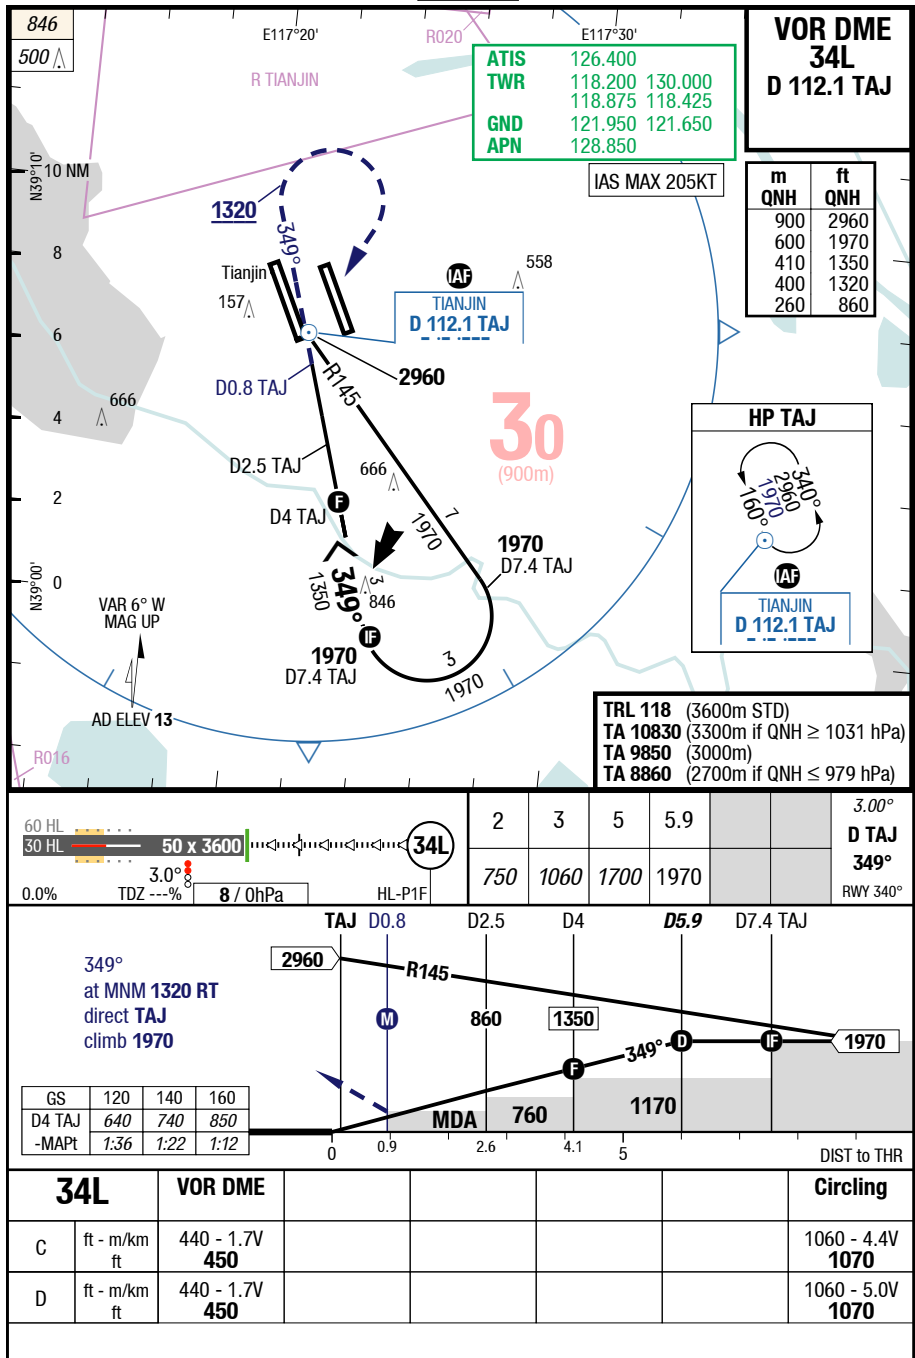 846
500
E117°20'
R020
E117°30'
VOR DME
34L
D 112.1 TAJ
R TIANJIN
ATIS 126.400
TWR 118.200 130.000
118.875 118.425
GND 121.950 121.650
APN 128.850
N39°10'
10 NM
IAS MAX 205KT
m ft
QNH QNH
900 2960
600 1970
410 1350
400 1320
260 860
1320
349°
8
Tianjin
157
IAF
558
TIANJIN
D 112.1 TAJ
6
2960
D0.8 TAJ
R145
666
4
30
(900m)
HP TAJ
340°
2960
1970
160°
IAF
TIANJIN
D 112.1 TAJ
D2.5 TAJ
666
2
F
D4 TAJ
7
1970
1970
D7.4 TAJ
N39°00'
0
349°
1350
3
846
VAR 6° W
MAG UP
IF
1970
D7.4 TAJ
3
1970
AD ELEV 13
R016
TRL 118 (3600m STD)
TA 10830 (3300m if QNH ≥ 1031 hPa)
TA 9850 (3000m)
TA 8860 (2700m if QNH ≤ 979 hPa)
60 HL
30 HL
50 x 3600
34L
3.0°
0.0%
TDZ ---%
8 / 0hPa
HL-P1F
2 3 5 5.9
750 1060 1700 1970
3.00°
D TAJ
349°
RWY 340°
TAJ D0.8 D2.5 D4 D5.9 D7.4 TAJ
349°
at MNM 1320 RT
direct TAJ
climb 1970
2960
R145
M
860
1350
349°
D
IF
1970
F
MDA
760
1170
GS 120 140 160
D4 TAJ 640 740 850
-MAPt 1:36 1:22 1:12
0 0.9 2.6 4.1 5
DIST to THR
34L VOR DME Circling
C ft - m/km 440 - 1.7V 1060 - 4.4V
ft 450 1070
D ft - m/km 440 - 1.7V 1060 - 5.0V
ft 450 1070